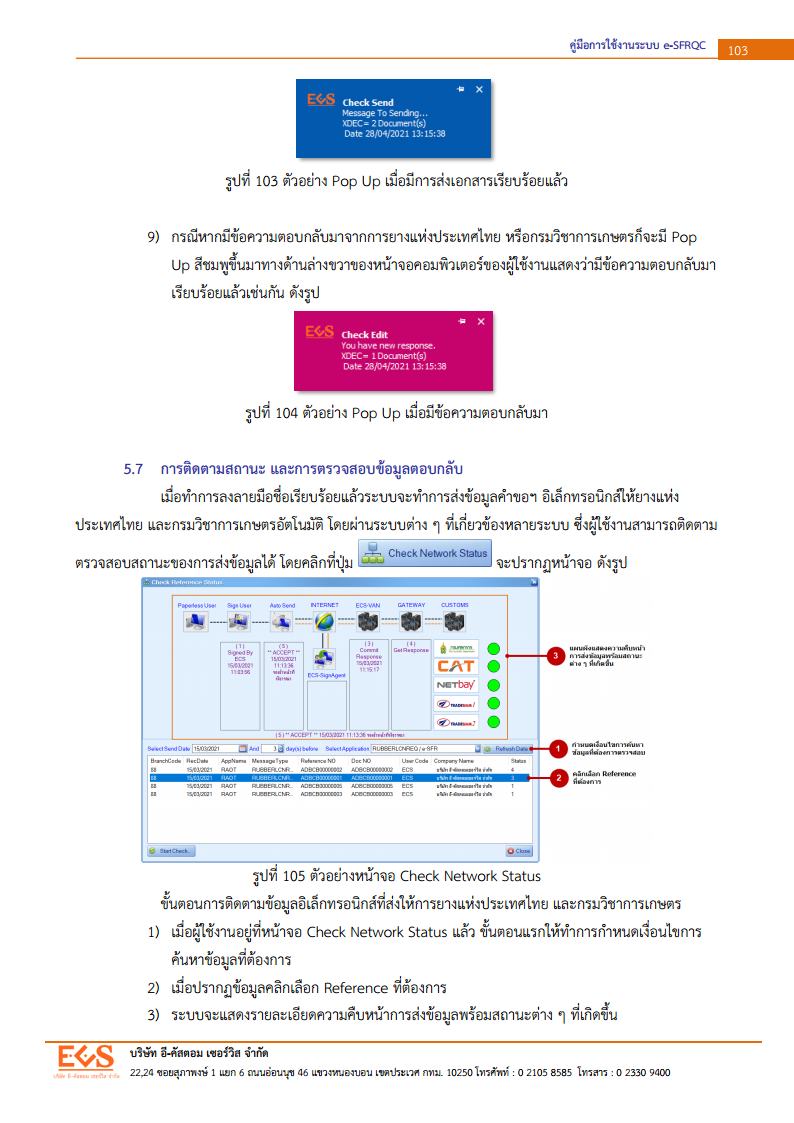 คู่มือการใช้งานระบบ e-SFRQC 103
ECS
Check Send
Message To Sending...
XDEC= 2 Document(s)
Date 28/04/2021 13:15:38
รูปที่ 103 ตัวอย่าง Pop Up เมื่อมีการส่งเอกสารเรียบร้อยแล้ว
9) กรณีหากมีข้อความตอบกลับมาจากการยางแห่งประเทศไทย หรือกรมวิชาการเกษตรก็จะมี Pop
Up สีชมพูขึ้นมาทางด้านล่างขวาของหน้าจอคอมพิวเตอร์ของผู้ใช้งานแสดงว่ามีข้อความตอบกลับมา
เรียบร้อยแล้วเช่นกัน ดังรูป
ECS
Check Edit
You have new response.
XDEC= 1 Document(s)
Date 28/04/2021 13:15:38
รูปที่ 104 ตัวอย่าง Pop Up เมื่อมีข้อความตอบกลับมา
5.7 การติดตามสถานะ และการตรวจสอบข้อมูลตอบกลับ
เมื่อทำการลงลายมือชื่อเรียบร้อยแล้วระบบจะทำการส่งข้อมูลคำขอฯ อิเล็กทรอนิกส์ให้ยางแห่ง
ประเทศไทย และกรมวิชาการเกษตรอัตโนมัติ โดยผ่านระบบต่าง ๆ ที่เกี่ยวข้องหลายระบบ ซึ่งผู้ใช้งานสามารถติดตาม
ตรวจสอบสถานะของการส่งข้อมูลได้ โดยคลิกที่ปุ่ม Check Network Status จะปรากฏหน้าจอ ดังรูป
Check Reference Status
Paperless User Sign User Auto Send INTERNET ECS-VAN GATEWAY CUSTOMS
( 1 )
Signed By
ECS
15/03/2021
11:03:56
( 5 )
** ACCEPT **
15/03/2021
11:13:36
ECS-SignAgent
( 3 )
Commit
Response
15/03/2021
11:15:17
( 4 )
Get Response
CAT
NETbay
TRADESIAM
TRADESIAM
( 5 ) ** ACCEPT ** 15/03/2021 11:13:36
3 แผนผังแสดงความคืบหน้า
การส่งข้อมูลพร้อมสถานะ
ต่าง ๆ ที่เกิดขึ้น
Select Send Date 15/03/2021 And 3 day(s) before Select Application RUBBERLCNREQ / e-SFR Refresh Data
1 กำหนดเงื่อนไขการค้นหา
ข้อมูลที่ต้องการตรวจสอบ
BranchCode RecDate AppName MessageType Reference NO Doc NO User Code Company Name Status
88 15/03/2021 RAOT RUBBERLCNR... ADBCB00000002 ADBCB00000002 ECS บริษัท อี-คัสตอมเซอร์วิส จำกัด 4
88 15/03/2021 RAOT RUBBERLCNR... ADBCB00000001 ADBCB00000001 ECS บริษัท อี-คัสตอมเซอร์วิส จำกัด 3
88 15/03/2021 RAOT RUBBERLCNR... ADBCB00000005 ADBCB00000005 ECS บริษัท อี-คัสตอมเซอร์วิส จำกัด 1
88 15/03/2021 RAOT RUBBERLCNR... ADBCB00000003 ADBCB00000003 ECS บริษัท อี-คัสตอมเซอร์วิส จำกัด 1
2 คลิกเลือก Reference
ที่ต้องการ
Start Check.. Close
รูปที่ 105 ตัวอย่างหน้าจอ Check Network Status
ขั้นตอนการติดตามข้อมูลอิเล็กทรอนิกส์ที่ส่งให้การยางแห่งประเทศไทย และกรมวิชาการเกษตร
1) เมื่อผู้ใช้งานอยู่ที่หน้าจอ Check Network Status แล้ว ขั้นตอนแรกให้ทำการกำหนดเงื่อนไขการ
ค้นหาข้อมูลที่ต้องการ
2) เมื่อปรากฏข้อมูลคลิกเลือก Reference ที่ต้องการ
3) ระบบจะแสดงรายละเอียดความคืบหน้าการส่งข้อมูลพร้อมสถานะต่าง ๆ ที่เกิดขึ้น
ECS
บริษัท อี-คัสตอม เซอร์วิส จำกัด
บริษัท อี-คัสตอม เซอร์วิส จำกัด
22,24 ซอยสุภาพงษ์ 1 แยก 6 ถนนอ่อนนุช 46 แขวงหนองบอน เขตประเวศ กทม. 10250 โทรศัพท์ : 0 2105 8585 โทรสาร : 0 2330 9400